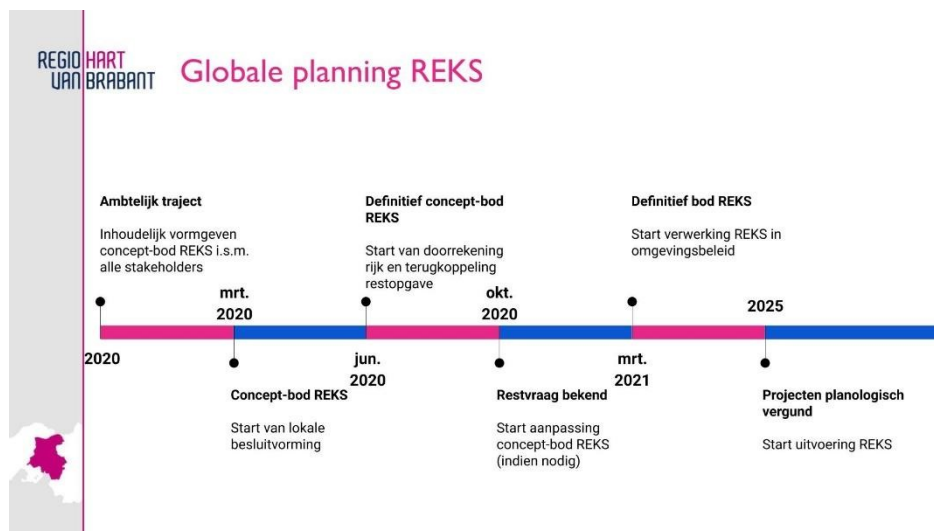 REGIO HART
VAN BRABANT
Globale planning REKS
Ambtelijk traject
Inhoudelijk vormgeven
concept-bod REKS i.s.m.
alle stakeholders
2020
mrt.
2020
Concept-bod REKS
Start van lokale
besluitvorming
Definitief concept-bod
REKS
Start van doorrekening
rijk en terugkoppeling
restopgave
jun.
2020
okt.
2020
Restvraag bekend
Start aanpassing
concept-bod REKS
(indien nodig)
Definitief bod REKS
Start verwerking REKS in
omgevingsbeleid
mrt.
2021
2025
Projecten planologisch
vergund
Start uitvoering REKS